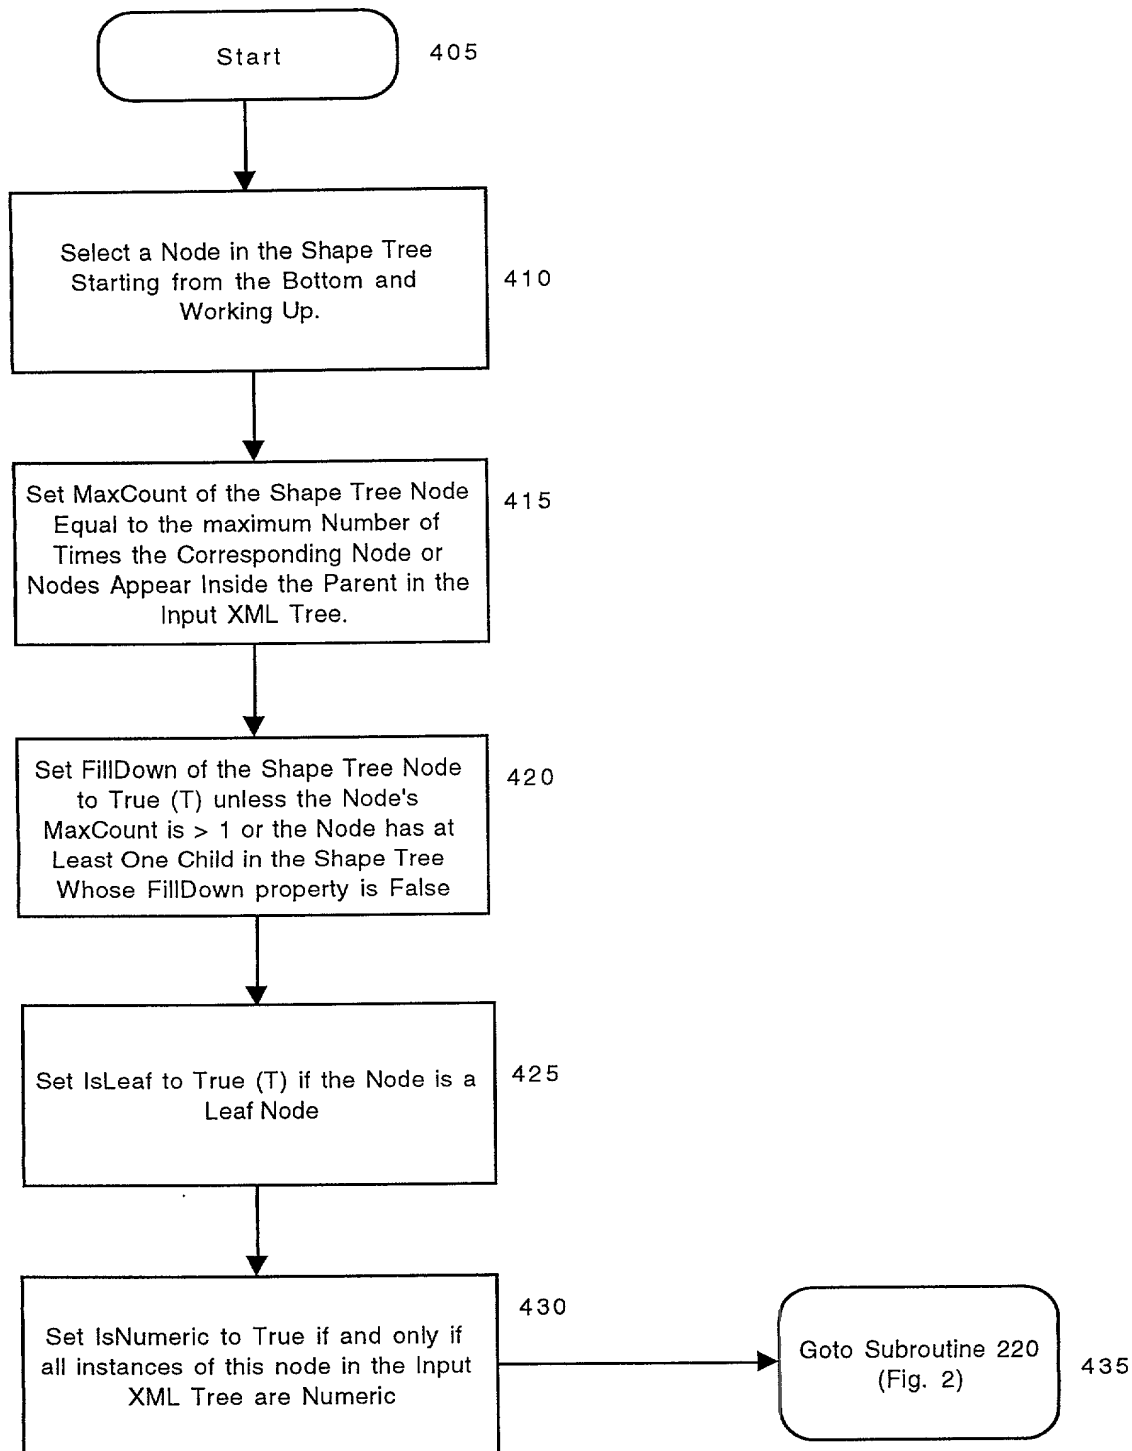 Start
405
Select a Node in the Shape Tree
Starting from the Bottom and
Working Up.
410
Set MaxCount of the Shape Tree Node
Equal to the maximum Number of
Times the Corresponding Node or
Nodes Appear Inside the Parent in the
Input XML Tree.
415
Set FillDown of the Shape Tree Node
to True (T) unless the Node's
MaxCount is > 1 or the Node has at
Least One Child in the Shape Tree
Whose FillDown property is False
420
Set IsLeaf to True (T) if the Node is a
Leaf Node
425
Set IsNumeric to True if and only if
all instances of this node in the Input
XML Tree are Numeric
430
Goto Subroutine 220
(Fig. 2)
435